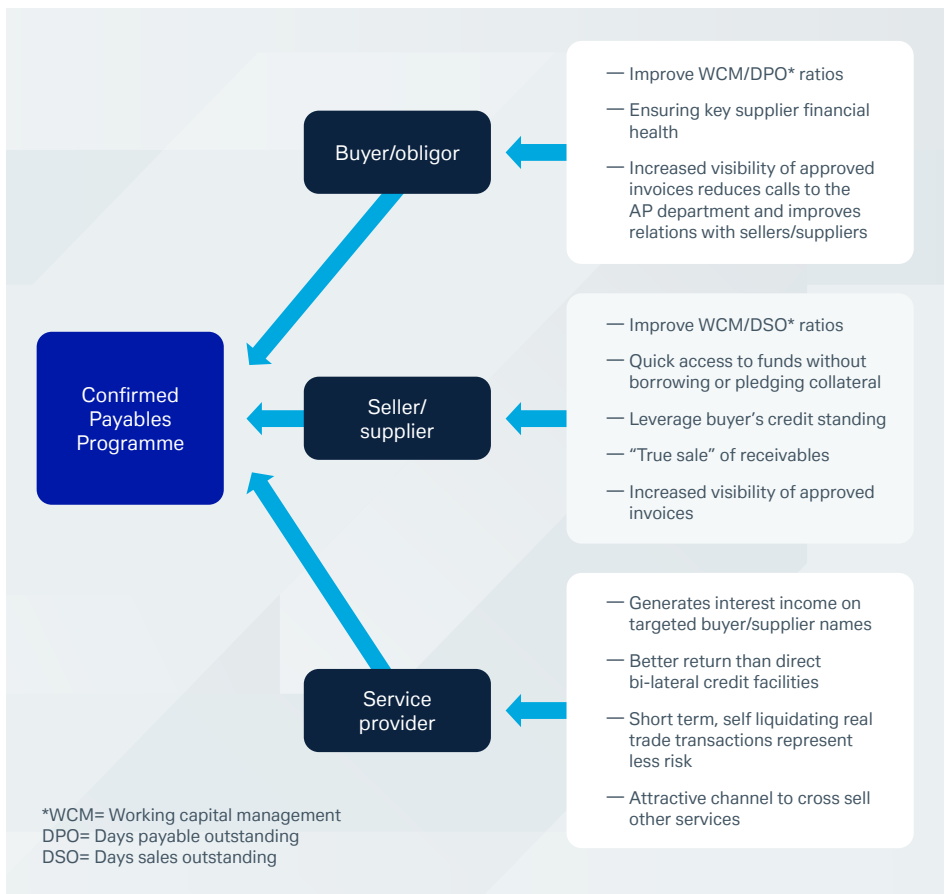 Buyer/obligor
— Improve WCM/DPO* ratios
— Ensuring key supplier financial
health
— Increased visibility of approved
invoices reduces calls to the
AP department and improves
relations with sellers/suppliers
Confirmed
Payables
Programme
Seller/
supplier
— Improve WCM/DSO* ratios
— Quick access to funds without
borrowing or pledging collateral
— Leverage buyer’s credit standing
— “True sale” of receivables
— Increased visibility of approved
invoices
Service
provider
— Generates interest income on
targeted buyer/supplier names
— Better return than direct
bi-lateral credit facilities
— Short term, self liquidating real
trade transactions represent
less risk
— Attractive channel to cross sell
other services
*WCM= Working capital management
DPO= Days payable outstanding
DSO= Days sales outstanding